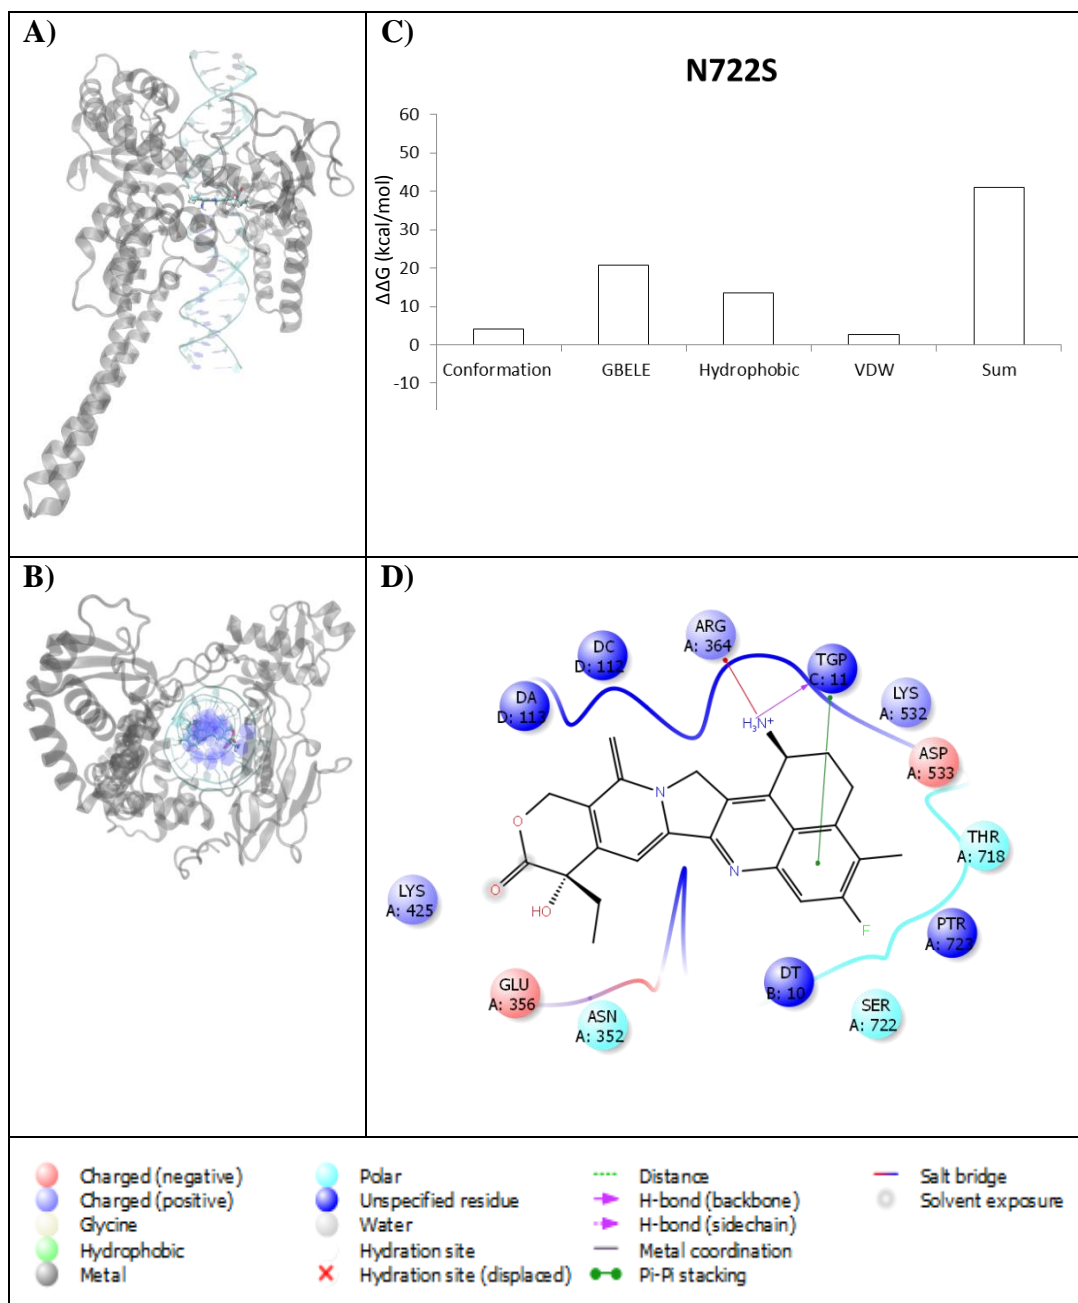 A)
C)
N722S
ΔΔG (kcal/mol)
60
50
40
30
20
10
0
-10
Conformation GBELE Hydrophobic VDW Sum
B)
D)
ARG
A: 364
DC
D: 112
TGP
C: 11
DA
D: 113
LYS
A: 532
H₃N⁺
ASP
A: 533
N
O
THR
A: 718
O
N
LYS
A: 425
HO
F
PTR
A: 723
DT
B: 10
GLU
A: 356
SER
A: 722
ASN
A: 352
Charged (negative)
Charged (positive)
Glycine
Hydrophobic
Metal
Polar
Unspecified residue
Water
Hydration site
Hydration site (displaced)
Distance
H-bond (backbone)
H-bond (sidechain)
Metal coordination
Pi-Pi stacking
Salt bridge
Solvent exposure